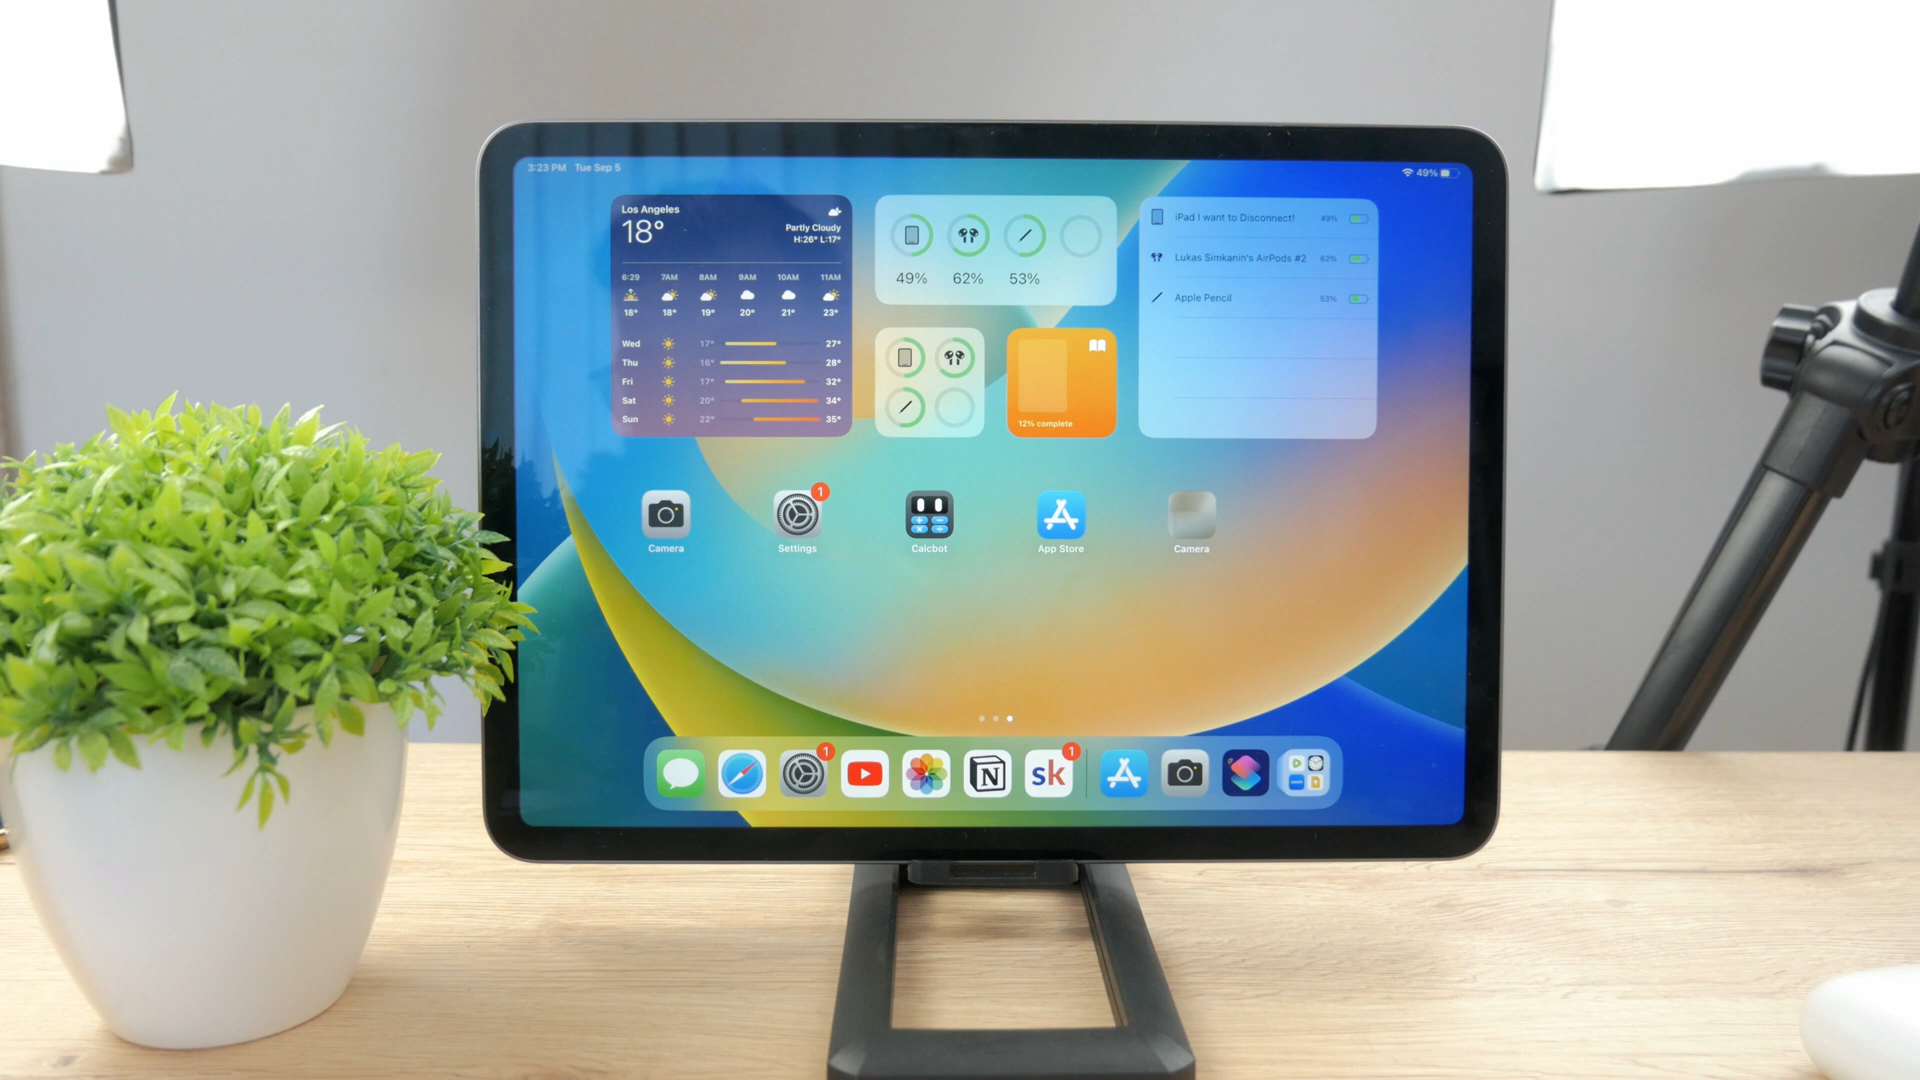 3:23 PM Tue Sep 5
49%
Los Angeles
18°
Partly Cloudy
H:26° L:17°
6:29 7AM 8AM 9AM 10AM 11AM
18° 18° 19° 20° 21° 23°
Wed 17° 27°
Thu 16° 28°
Fri 17° 32°
Sat 20° 34°
Sun 22° 35°
49% 62% 53%
12% complete
iPad I want to Disconnect! 49%
Lukas Simkanin's AirPods #2 62%
Apple Pencil 53%
1
Camera Settings Calcbot App Store Camera
1 1
N sk